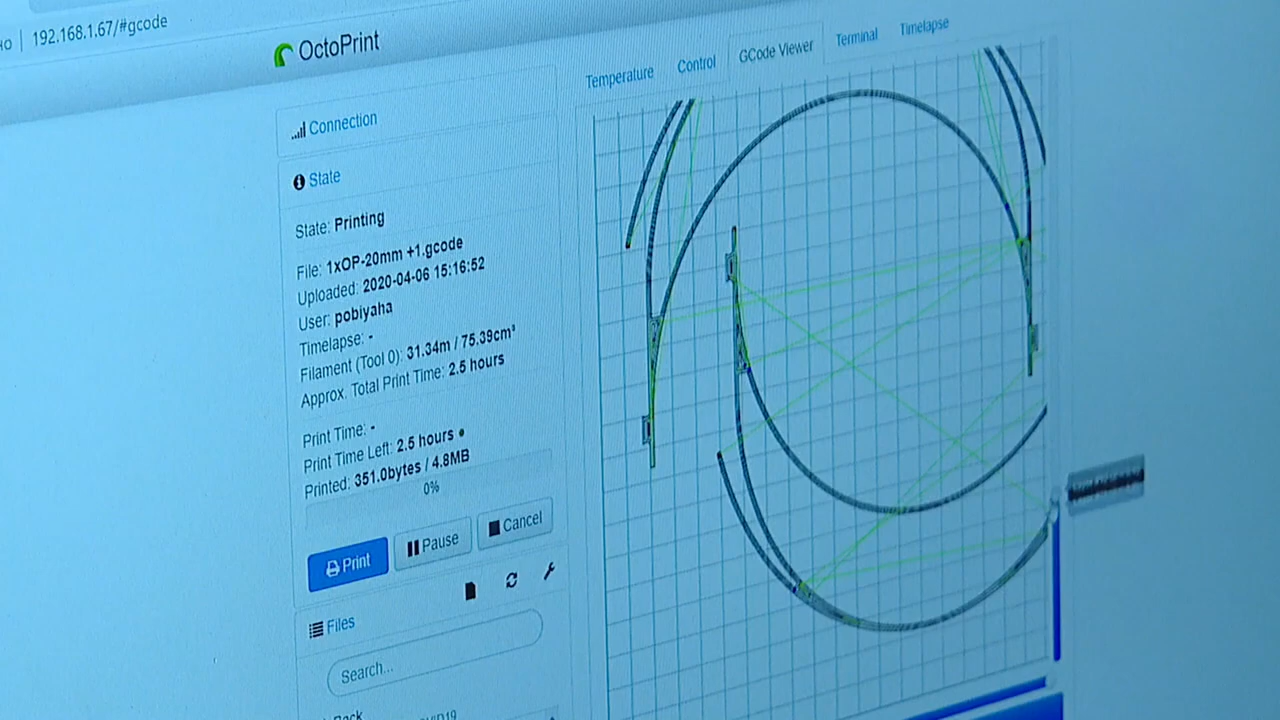 но | 192.168.1.67/#gcode
OctoPrint
Connection
State
State: Printing
File: 1xOP-20mm +1.gcode
Uploaded: 2020-04-06 15:16:52
User: pobiyaha
Timelapse: -
Filament (Tool 0): 31.34m / 75.39cm³
Approx. Total Print Time: 2.5 hours
Print Time: -
Print Time Left: 2.5 hours
Printed: 351.0bytes / 4.8MB
0%
Print Pause Cancel
Files
Search...
Temperature Control GCode Viewer Terminal Timelapse